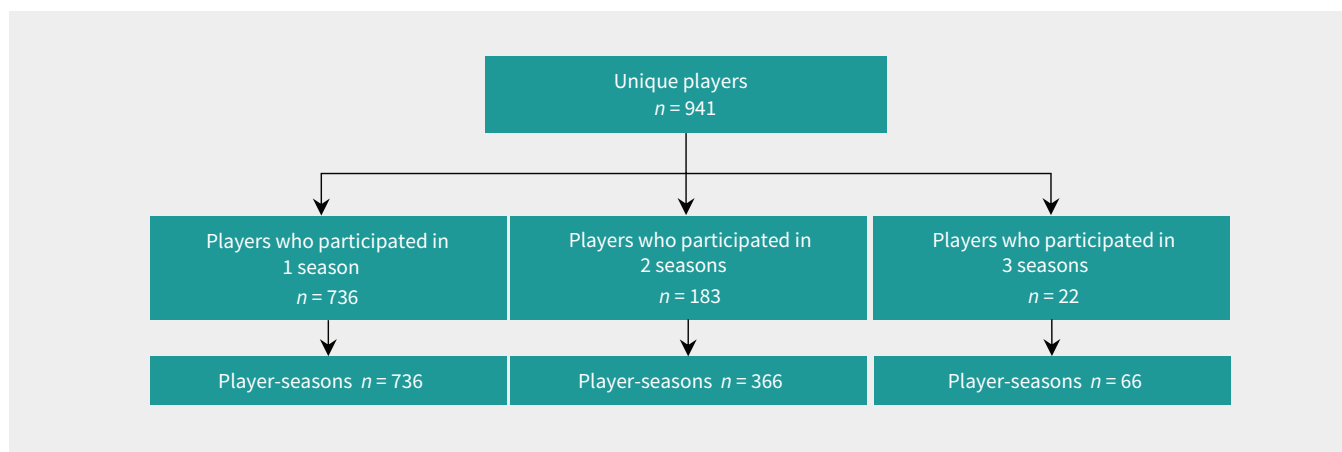 Unique players
n = 941
Players who participated in
1 season
n = 736
Players who participated in
2 seasons
n = 183
Players who participated in
3 seasons
n = 22
Player-seasons n = 736
Player-seasons n = 366
Player-seasons n = 66